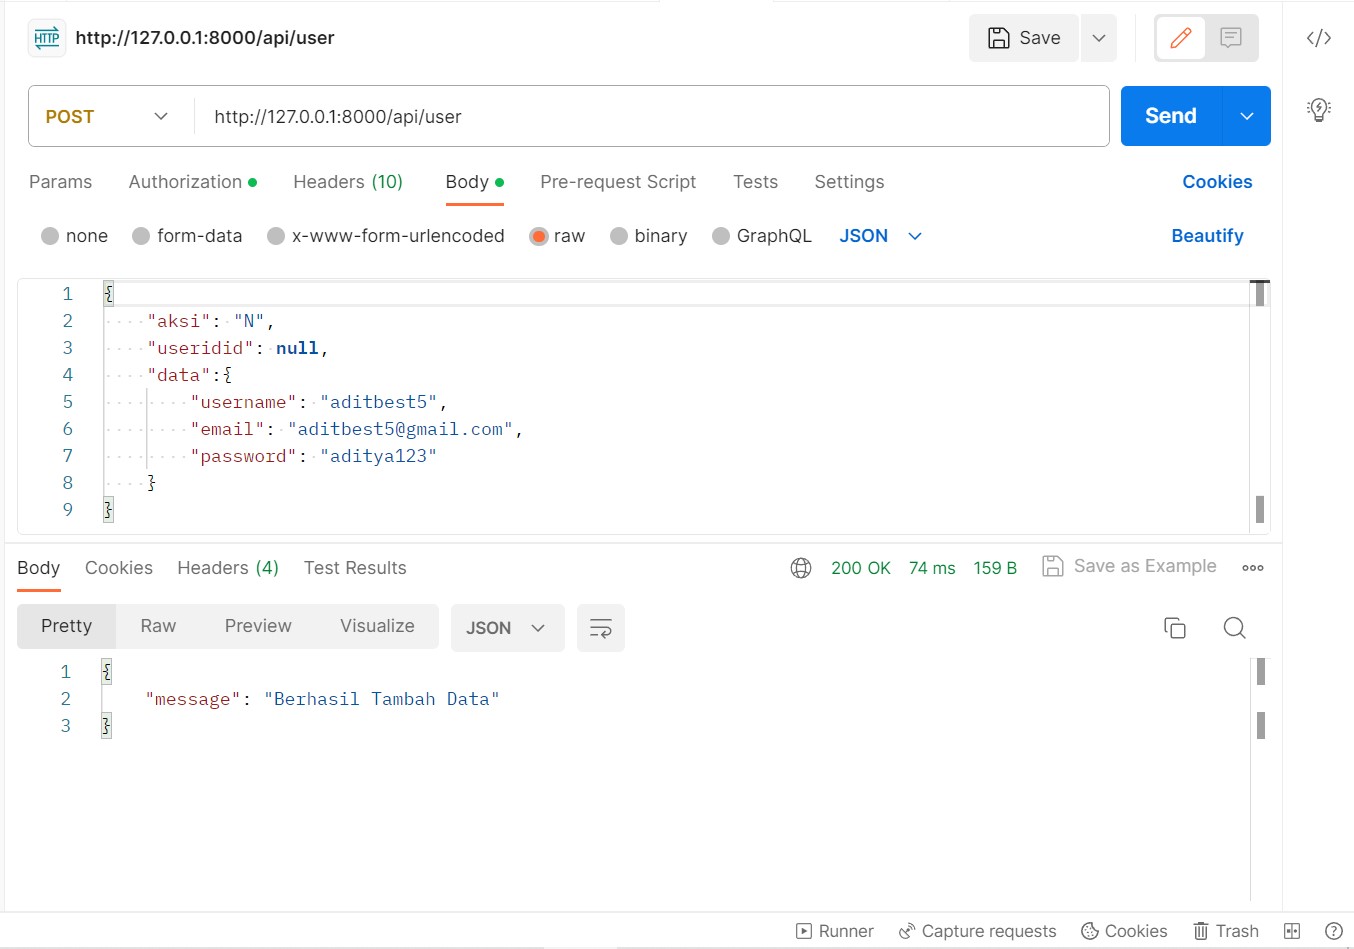 HTTP http://127.0.0.1:8000/api/user Save
POST http://127.0.0.1:8000/api/user Send
Params Authorization Headers (10) Body Pre-request Script Tests Settings Cookies
none form-data x-www-form-urlencoded raw binary GraphQL JSON Beautify
1 {
2 "aksi": "N",
3 "useridid": null,
4 "data":{
5 "username": "aditbest5",
6 "email": "aditbest5@gmail.com",
7 "password": "aditya123"
8 }
9 }
Body Cookies Headers (4) Test Results 200 OK 74 ms 159 B Save as Example
Pretty Raw Preview Visualize JSON
1 {
2 "message": "Berhasil Tambah Data"
3 }
Runner Capture requests Cookies Trash